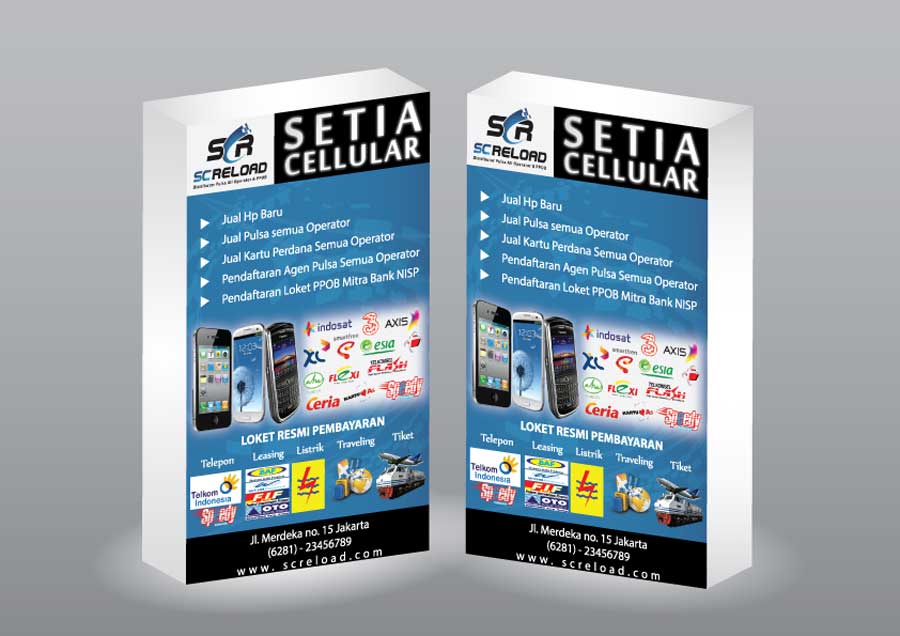 SCR
SCRELOAD
Distributor Pulsa All Operator & PPOB
SETIA
CELLULAR
Jual Hp Baru
Jual Pulsa semua Operator
Jual Kartu Perdana Semua Operator
Pendaftaran Agen Pulsa Semua Operator
Pendaftaran Loket PPOB Mitra Bank NISP
indosat
3
AXIS
smartfren
XL
esia
aha
FLEXI
TELKOMSEL
FLASH
Ceria
KARTU As
Speedy
LOKET RESMI PEMBAYARAN
Telepon
Leasing
Listrik
Traveling
Tiket
Telkom
Indonesia
Speedy
BAF
FIF
OTO
Jl. Merdeka no. 15 Jakarta
(6281) - 23456789
www. screload.com
SCR
SCRELOAD
Distributor Pulsa All Operator & PPOB
SETIA
CELLULAR
Jual Hp Baru
Jual Pulsa semua Operator
Jual Kartu Perdana Semua Operator
Pendaftaran Agen Pulsa Semua Operator
Pendaftaran Loket PPOB Mitra Bank NISP
indosat
3
AXIS
smartfren
XL
esia
aha
FLEXI
TELKOMSEL
FLASH
Ceria
KARTU As
Speedy
LOKET RESMI PEMBAYARAN
Telepon
Leasing
Listrik
Traveling
Tiket
Telkom
Indonesia
Speedy
BAF
FIF
OTO
Jl. Merdeka no. 15 Jakarta
(6281) - 23456789
www. screload.com